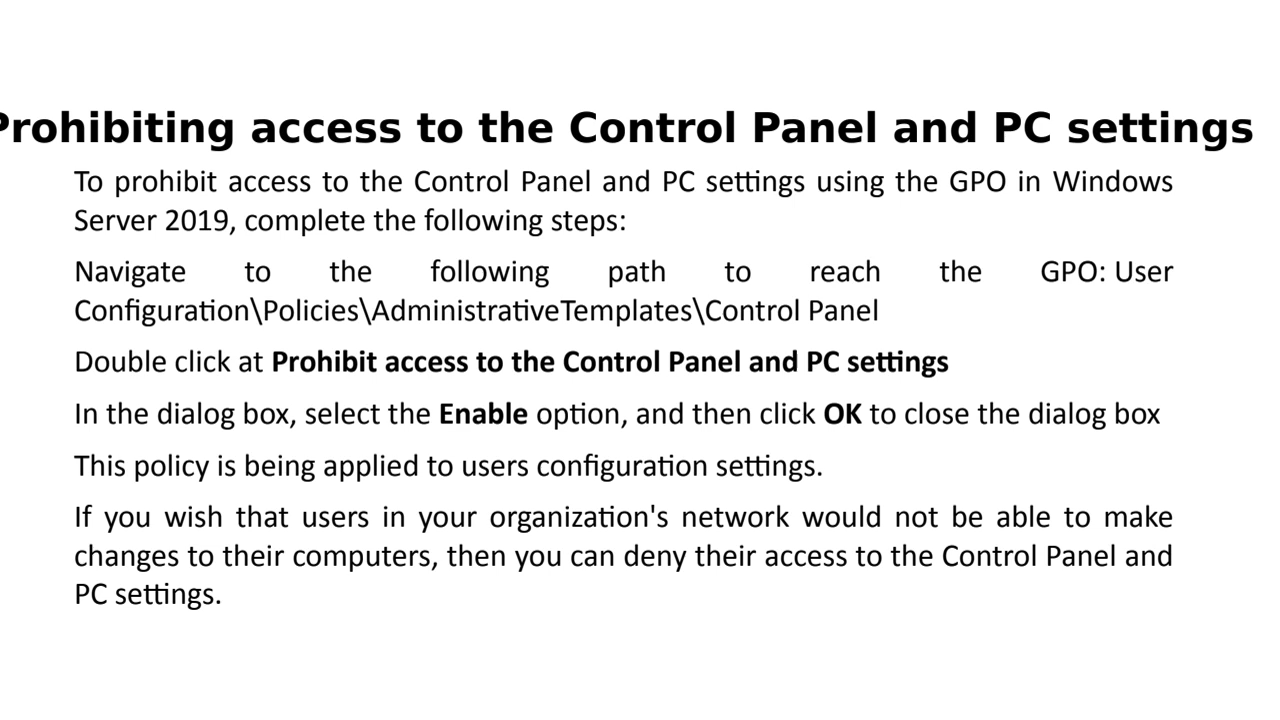 Prohibiting access to the Control Panel and PC settings
To prohibit access to the Control Panel and PC settings using the GPO in Windows
Server 2019, complete the following steps:
Navigate to the following path to reach the GPO: User
Configuration\Policies\AdministrativeTemplates\Control Panel
Double click at Prohibit access to the Control Panel and PC settings
In the dialog box, select the Enable option, and then click OK to close the dialog box
This policy is being applied to users configuration settings.
If you wish that users in your organization's network would not be able to make
changes to their computers, then you can deny their access to the Control Panel and
PC settings.